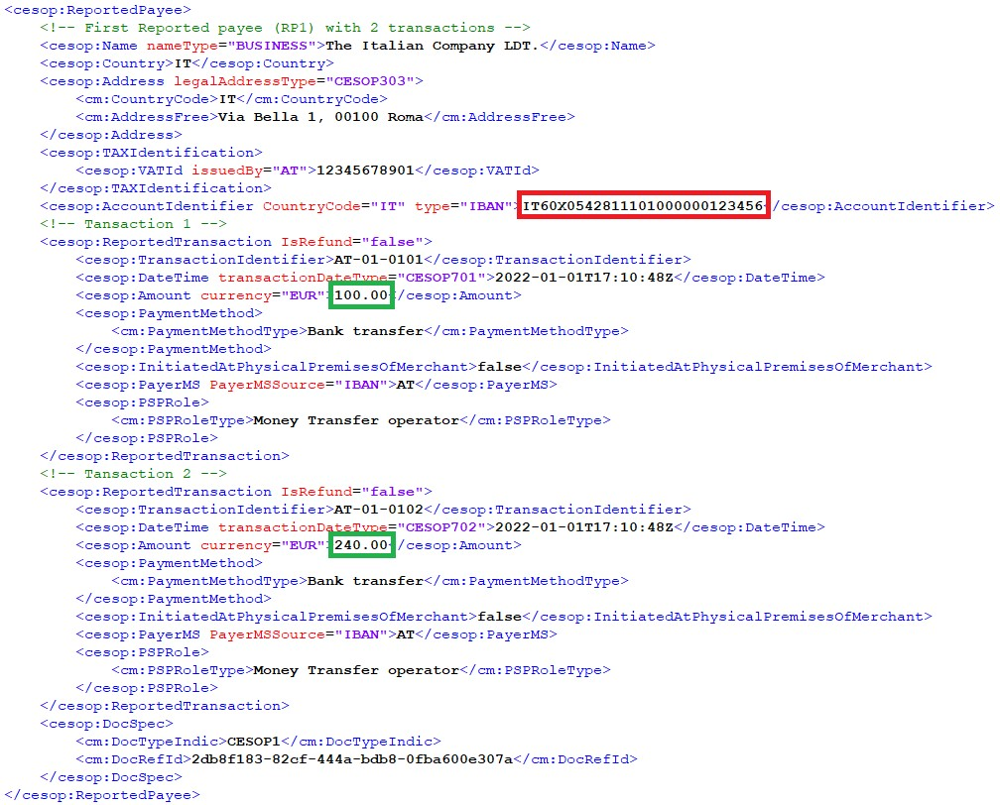 <cesop:ReportedPayee>
<!-- First Reported payee (RP1) with 2 transactions -->
<cesop:Name nameType="BUSINESS">The Italian Company LDT.</cesop:Name>
<cesop:Country>IT</cesop:Country>
<cesop:Address legalAddressType="CESOP303">
<cm:CountryCode>IT</cm:CountryCode>
<cm:AddressFree>Via Bella 1, 00100 Roma</cm:AddressFree>
</cesop:Address>
<cesop:TAXIdentification>
<cesop:VATId issuedBy="AT">12345678901</cesop:VATId>
</cesop:TAXIdentification>
<cesop:AccountIdentifier CountryCode="IT" type="IBAN">IT60X0542811101000000123456</cesop:AccountIdentifier>
<!-- Tansaction 1 -->
<cesop:ReportedTransaction IsRefund="false">
<cesop:TransactionIdentifier>AT-01-0101</cesop:TransactionIdentifier>
<cesop:DateTime transactionDateType="CESOP701">2022-01-01T17:10:48Z</cesop:DateTime>
<cesop:Amount currency="EUR">100.00</cesop:Amount>
<cesop:PaymentMethod>
<cm:PaymentMethodType>Bank transfer</cm:PaymentMethodType>
</cesop:PaymentMethod>
<cesop:InitiatedAtPhysicalPremisesOfMerchant>false</cesop:InitiatedAtPhysicalPremisesOfMerchant>
<cesop:PayerMS PayerMSSource="IBAN">AT</cesop:PayerMS>
<cesop:PSPRole>
<cm:PSPRoleType>Money Transfer operator</cm:PSPRoleType>
</cesop:PSPRole>
</cesop:ReportedTransaction>
<!-- Tansaction 2 -->
<cesop:ReportedTransaction IsRefund="false">
<cesop:TransactionIdentifier>AT-01-0102</cesop:TransactionIdentifier>
<cesop:DateTime transactionDateType="CESOP702">2022-01-01T17:10:48Z</cesop:DateTime>
<cesop:Amount currency="EUR">240.00</cesop:Amount>
<cesop:PaymentMethod>
<cm:PaymentMethodType>Bank transfer</cm:PaymentMethodType>
</cesop:PaymentMethod>
<cesop:InitiatedAtPhysicalPremisesOfMerchant>false</cesop:InitiatedAtPhysicalPremisesOfMerchant>
<cesop:PayerMS PayerMSSource="IBAN">AT</cesop:PayerMS>
<cesop:PSPRole>
<cm:PSPRoleType>Money Transfer operator</cm:PSPRoleType>
</cesop:PSPRole>
</cesop:ReportedTransaction>
<cesop:DocSpec>
<cm:DocTypeIndic>CESOP1</cm:DocTypeIndic>
<cm:DocRefId>2db8f183-82cf-444a-bdb8-0fba600e307a</cm:DocRefId>
</cesop:DocSpec>
</cesop:ReportedPayee>